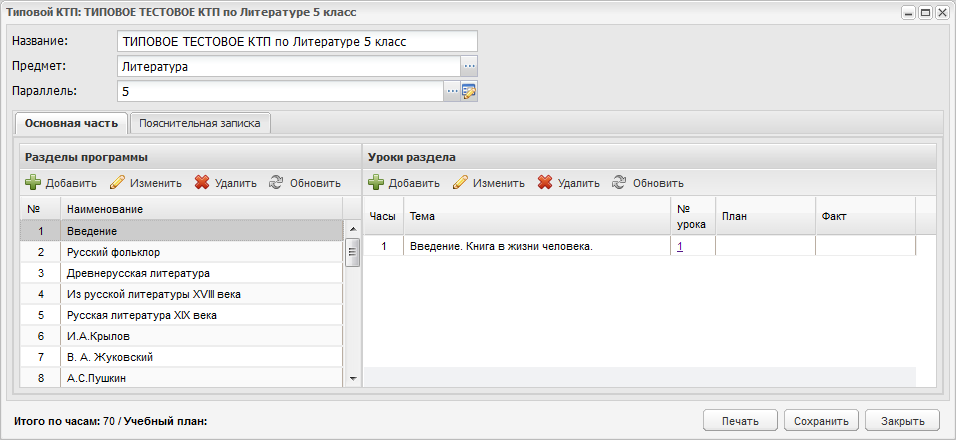 Типовой КТП: ТИПОВОЕ ТЕСТОВОЕ КТП по Литературе 5 класс
Название: ТИПОВОЕ ТЕСТОВОЕ КТП по Литературе 5 класс
Предмет: Литература
Параллель: 5
Основная часть Пояснительная записка
Разделы программы
Добавить Изменить Удалить Обновить
№ Наименование
1 Введение
2 Русский фольклор
3 Древнерусская литература
4 Из русской литературы XVIII века
5 Русская литература XIX века
6 И.А.Крылов
7 В. А. Жуковский
8 А.С.Пушкин
Уроки раздела
Добавить Изменить Удалить Обновить
Часы Тема № урока План Факт
1 Введение. Книга в жизни человека. 1
Итого по часам: 70 / Учебный план:
Печать Сохранить Закрыть